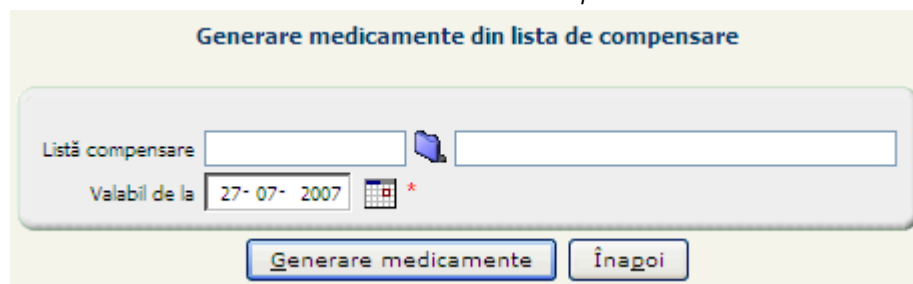 Generare medicamente din lista de compensare
Listă compensare
Valabil de la 27- 07- 2007 *
Generare medicamente Înapoi